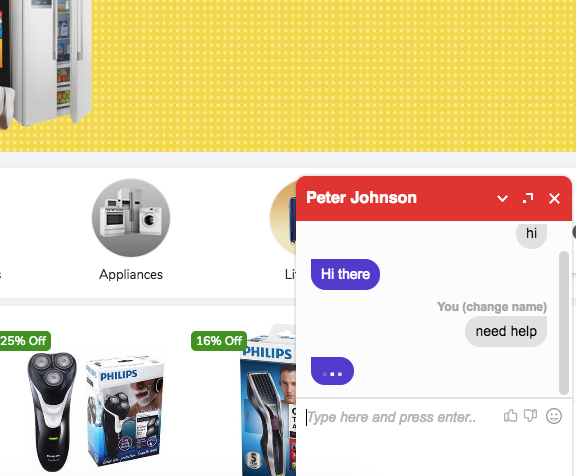 Peter Johnson
hi
Hi there
You (change name)
need help
Type here and press enter..
Appliances
Li
25% Off
16% Off
PHILIPS
PHILIPS